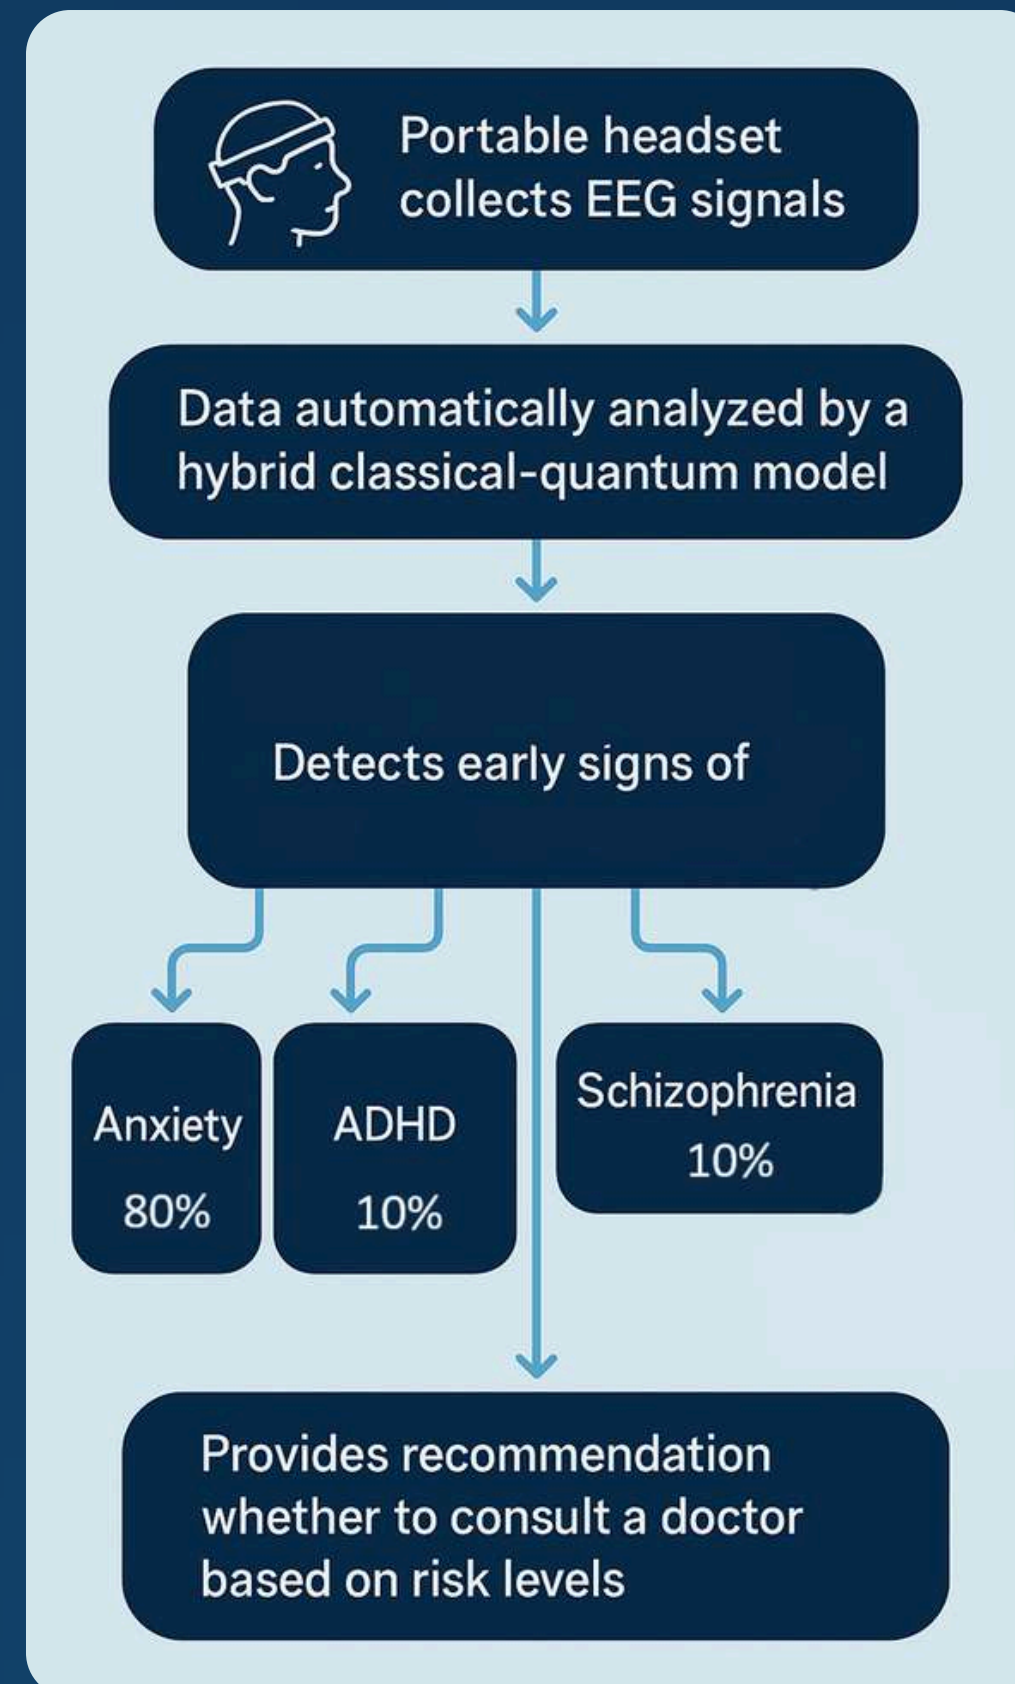 Portable headset
collects EEG signals
Data automatically analyzed by a
hybrid classical-quantum model
Detects early signs of
Anxiety
80%
ADHD
10%
Schizophrenia
10%
Provides recommendation
whether to consult a doctor
based on risk levels